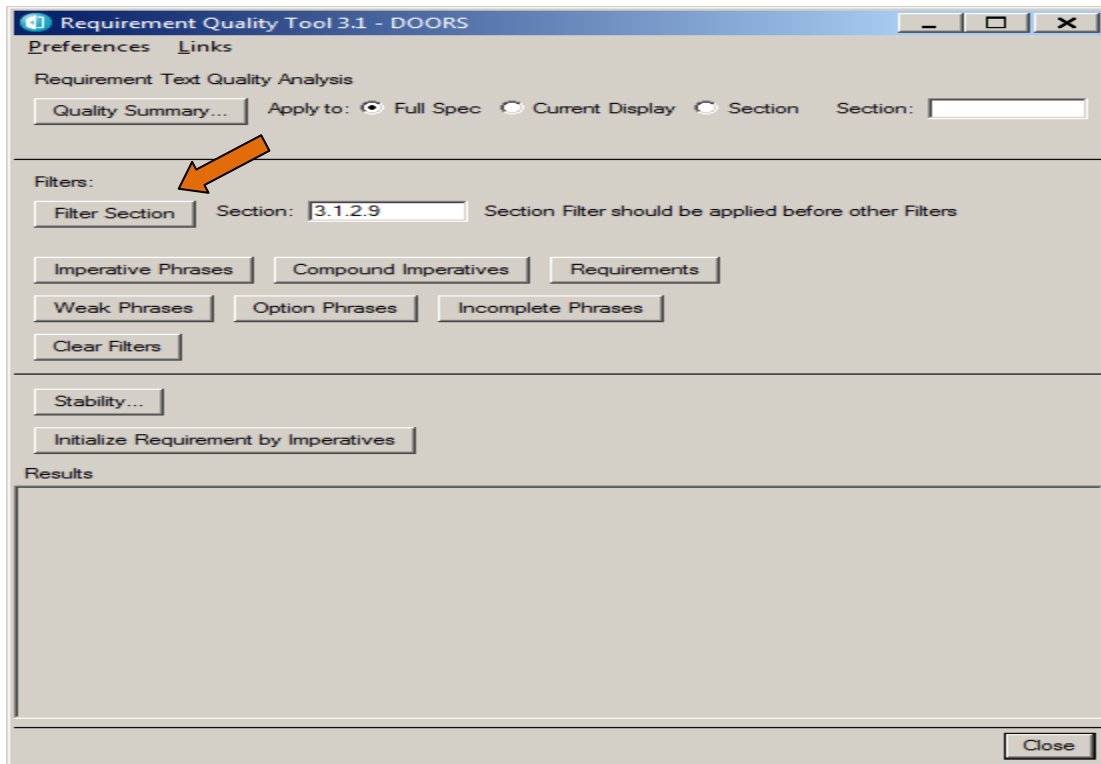 Requirement Quality Tool 3.1 - DOORS
Preferences Links
Requirement Text Quality Analysis
Quality Summary... Apply to: Full Spec Current Display Section Section:
Filters:
Filter Section Section: 3.1.2.9 Section Filter should be applied before other Filters
Imperative Phrases Compound Imperatives Requirements
Weak Phrases Option Phrases Incomplete Phrases
Clear Filters
Stability...
Initialize Requirement by Imperatives
Results
Close